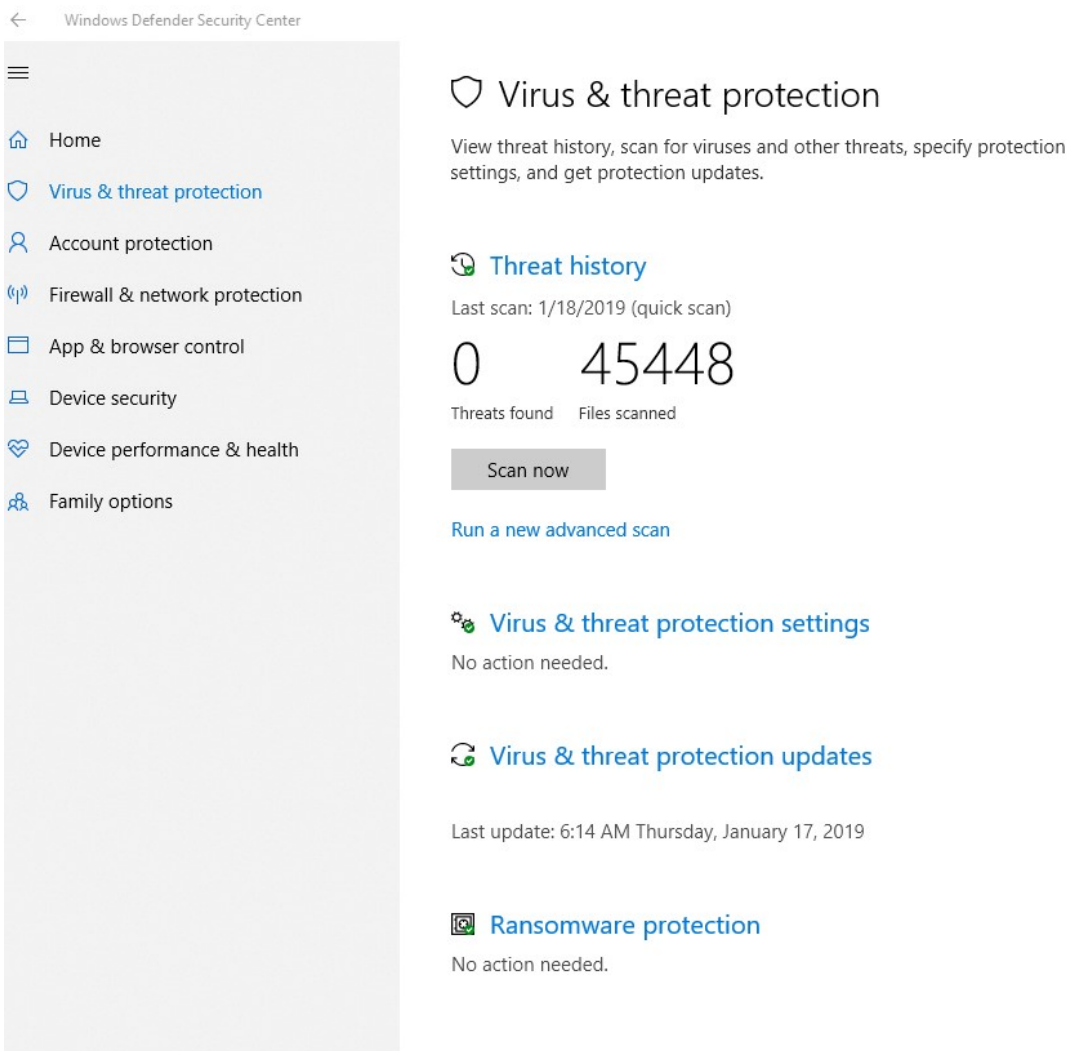 Windows Defender Security Center
Home
Virus & threat protection
Account protection
Firewall & network protection
App & browser control
Device security
Device performance & health
Family options
Virus & threat protection
View threat history, scan for viruses and other threats, specify protection
settings, and get protection updates.
Threat history
Last scan: 1/18/2019 (quick scan)
0 45448
Threats found Files scanned
Scan now
Run a new advanced scan
Virus & threat protection settings
No action needed.
Virus & threat protection updates
Last update: 6:14 AM Thursday, January 17, 2019
Ransomware protection
No action needed.